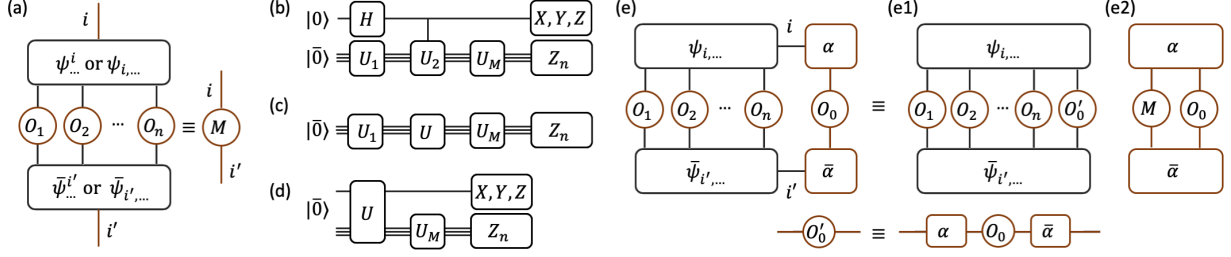 (a)
i
ψ^i_… or ψ_{i,…}
O_1 O_2 ⋯ O_n ≡ M
i
i′
ψ̄^{i′}_… or ψ̄_{i′,…}
i′
(b)
|0⟩ H X, Y, Z
|0̄⟩ U_1 U_2 U_M Z_n
(c)
|0̄⟩ U_1 U U_M Z_n
(d)
|0̄⟩ U X, Y, Z
U_M Z_n
(e)
ψ_{i,…} i α
O_1 O_2 ⋯ O_n O_0 ≡
ψ̄_{i′,…} i′ ᾱ
(e1)
ψ_{i,…}
O_1 O_2 ⋯ O_n O′_0
ψ̄_{i′,…}
(e2)
α
M O_0
ᾱ
O′_0 ≡ α O_0 ᾱ